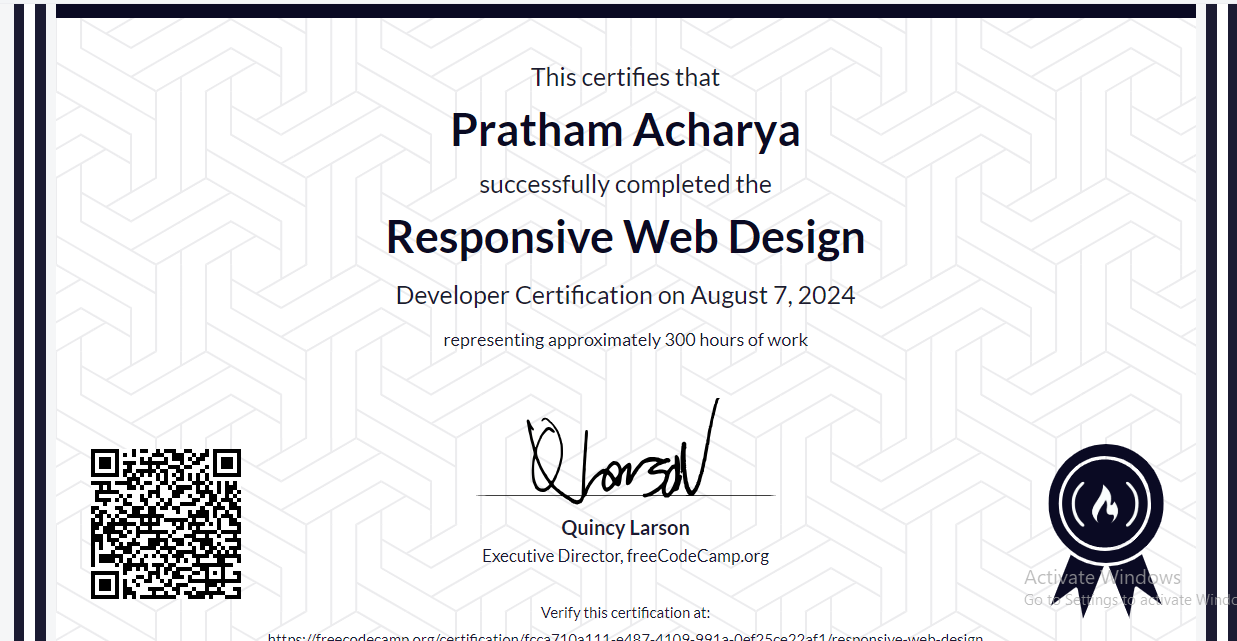 This certifies that
Pratham Acharya
successfully completed the
Responsive Web Design
Developer Certification on August 7, 2024
representing approximately 300 hours of work
Quincy Larson
Executive Director, freeCodeCamp.org
Activate Windows
Go to Settings to activate Windo
Verify this certification at:
https://freecodecamp.org/certification/fcca710a111-e487-4109-991a-0ef25ce22af1/responsive-web-design